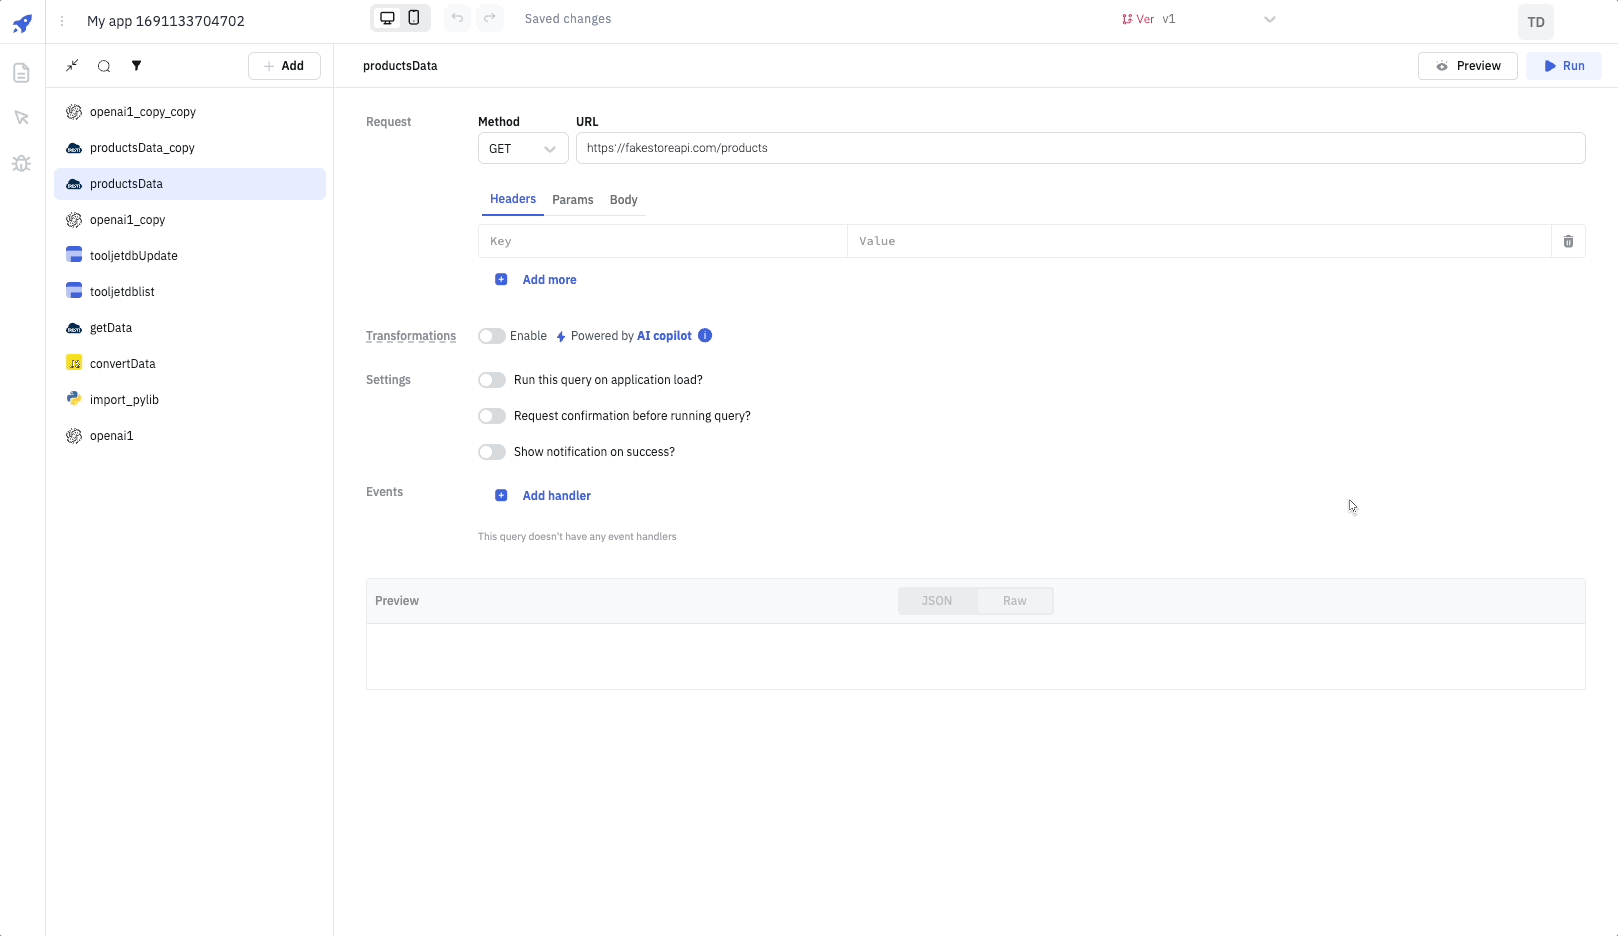 My app 1691133704702
Saved changes
Ver v1
TD
Add
productsData
Preview
Run
openai1_copy_copy
productsData_copy
productsData
openai1_copy
tooljetdbUpdate
tooljetdblist
getData
convertData
import_pylib
openai1
Request
Method
URL
GET
https://fakestoreapi.com/products
Headers Params Body
Key
Value
Add more
Transformations
Enable
Powered by AI copilot
Settings
Run this query on application load?
Request confirmation before running query?
Show notification on success?
Events
Add handler
This query doesn't have any event handlers
Preview
JSON
Raw